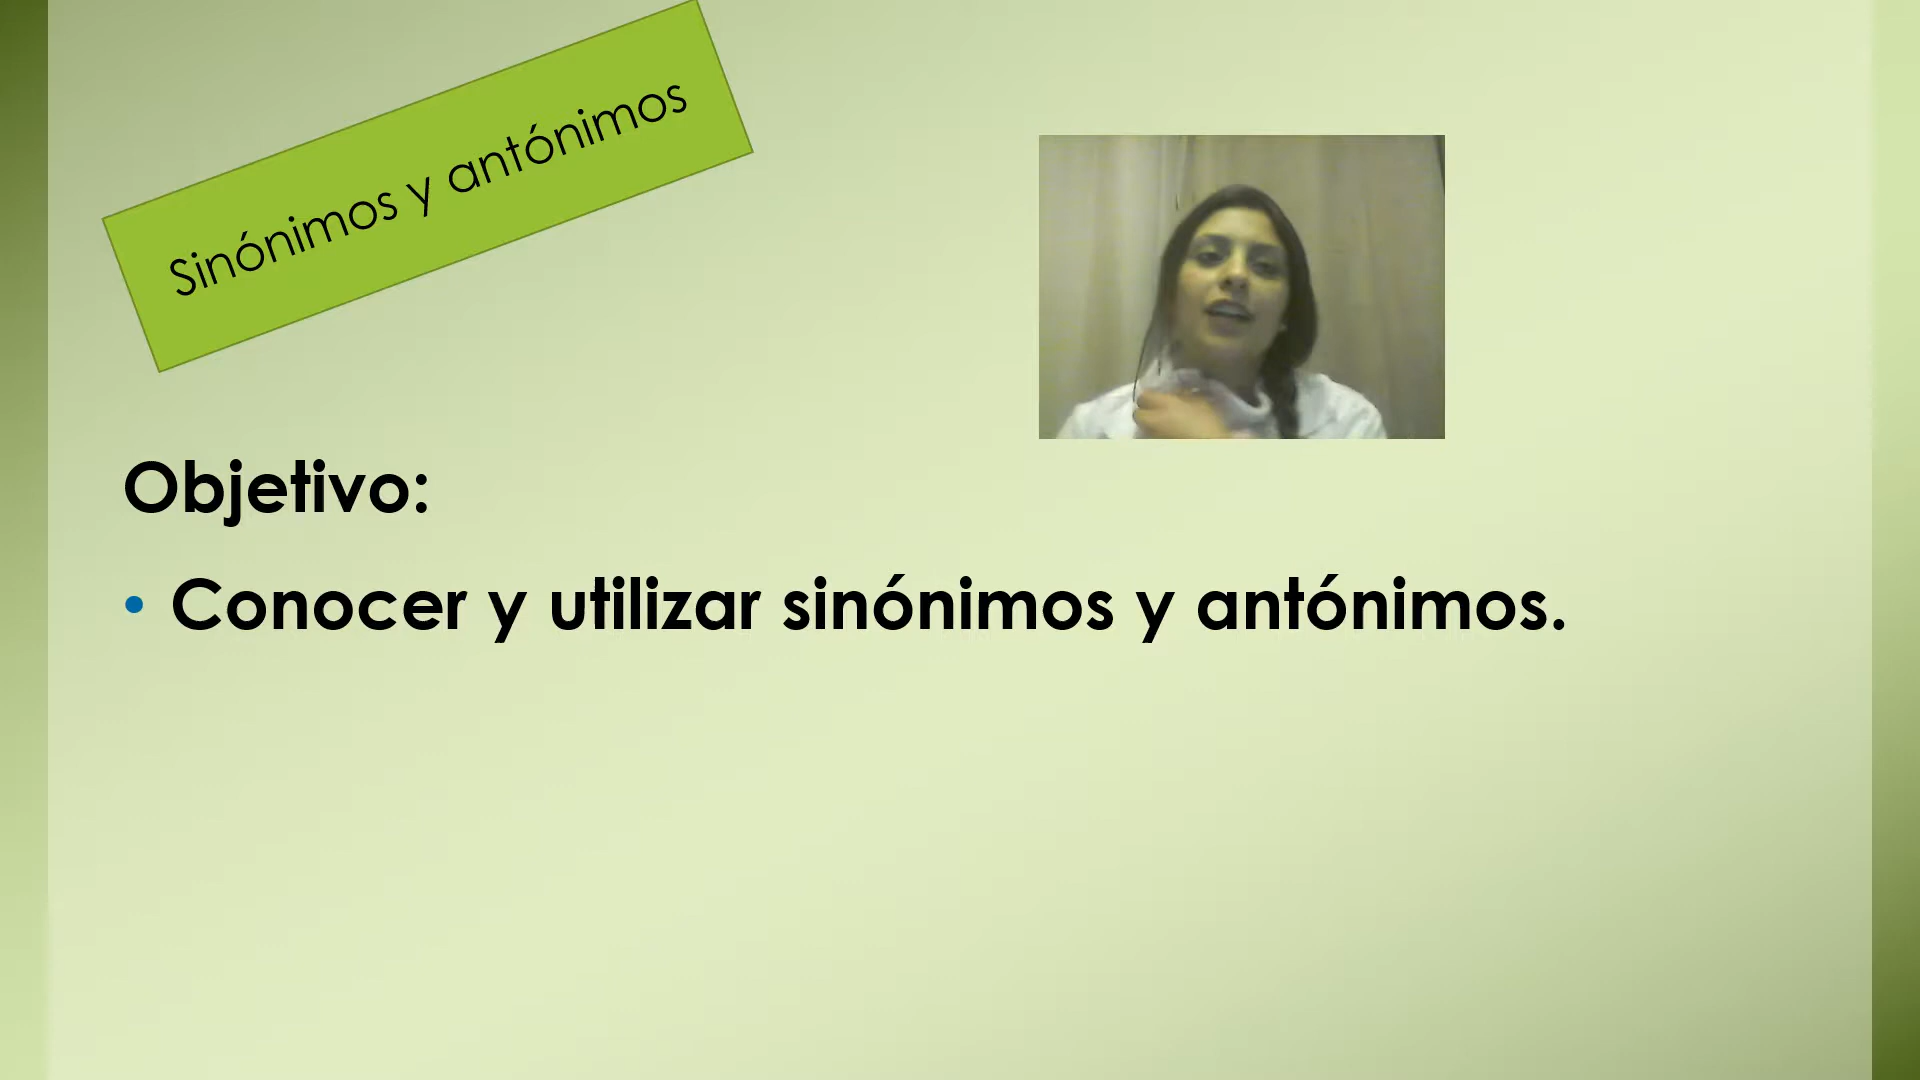 Sinónimos y antónimos
Objetivo:
• Conocer y utilizar sinónimos y antónimos.